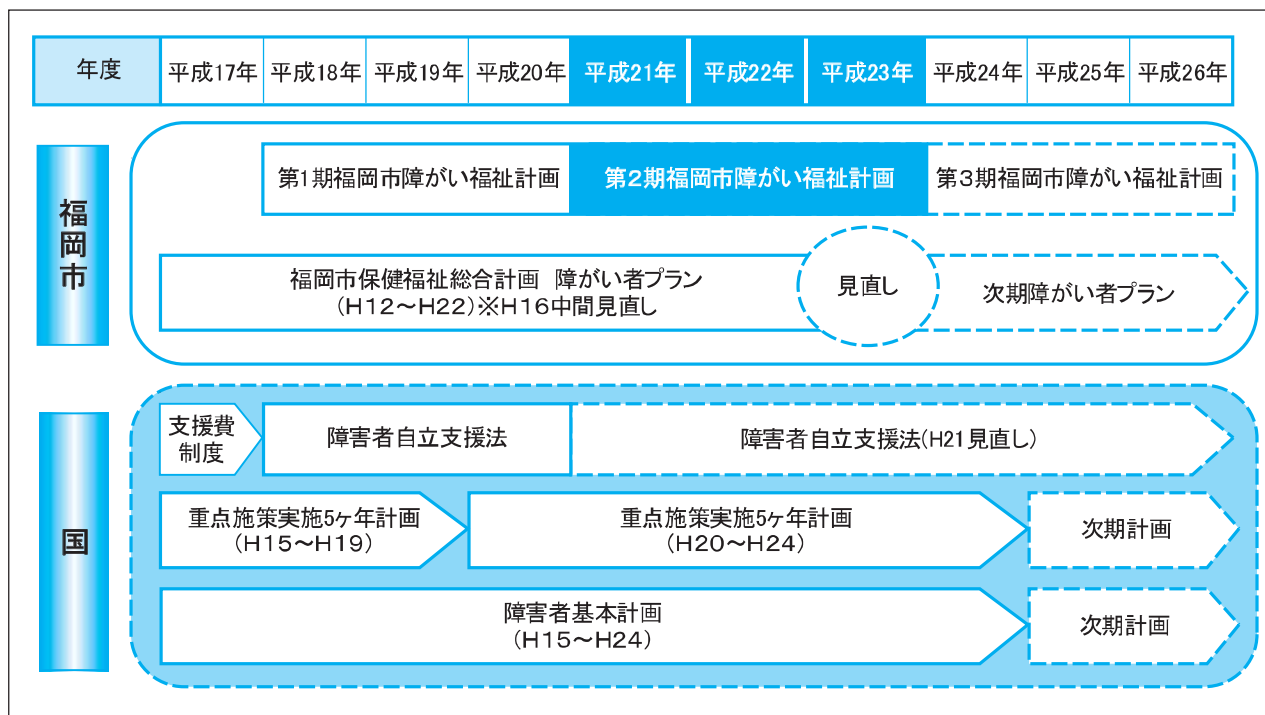 年度 平成17年 平成18年 平成19年 平成20年 平成21年 平成22年 平成23年 平成24年 平成25年 平成26年
福岡市
第1期福岡市障がい福祉計画 第2期福岡市障がい福祉計画 第3期福岡市障がい福祉計画
福岡市保健福祉総合計画 障がい者プラン
(H12~H22)※H16中間見直し
見直し
次期障がい者プラン
国
支援費
制度
障害者自立支援法
障害者自立支援法(H21見直し)
重点施策実施5ヶ年計画
(H15~H19)
重点施策実施5ヶ年計画
(H20~H24)
次期計画
障害者基本計画
(H15~H24)
次期計画